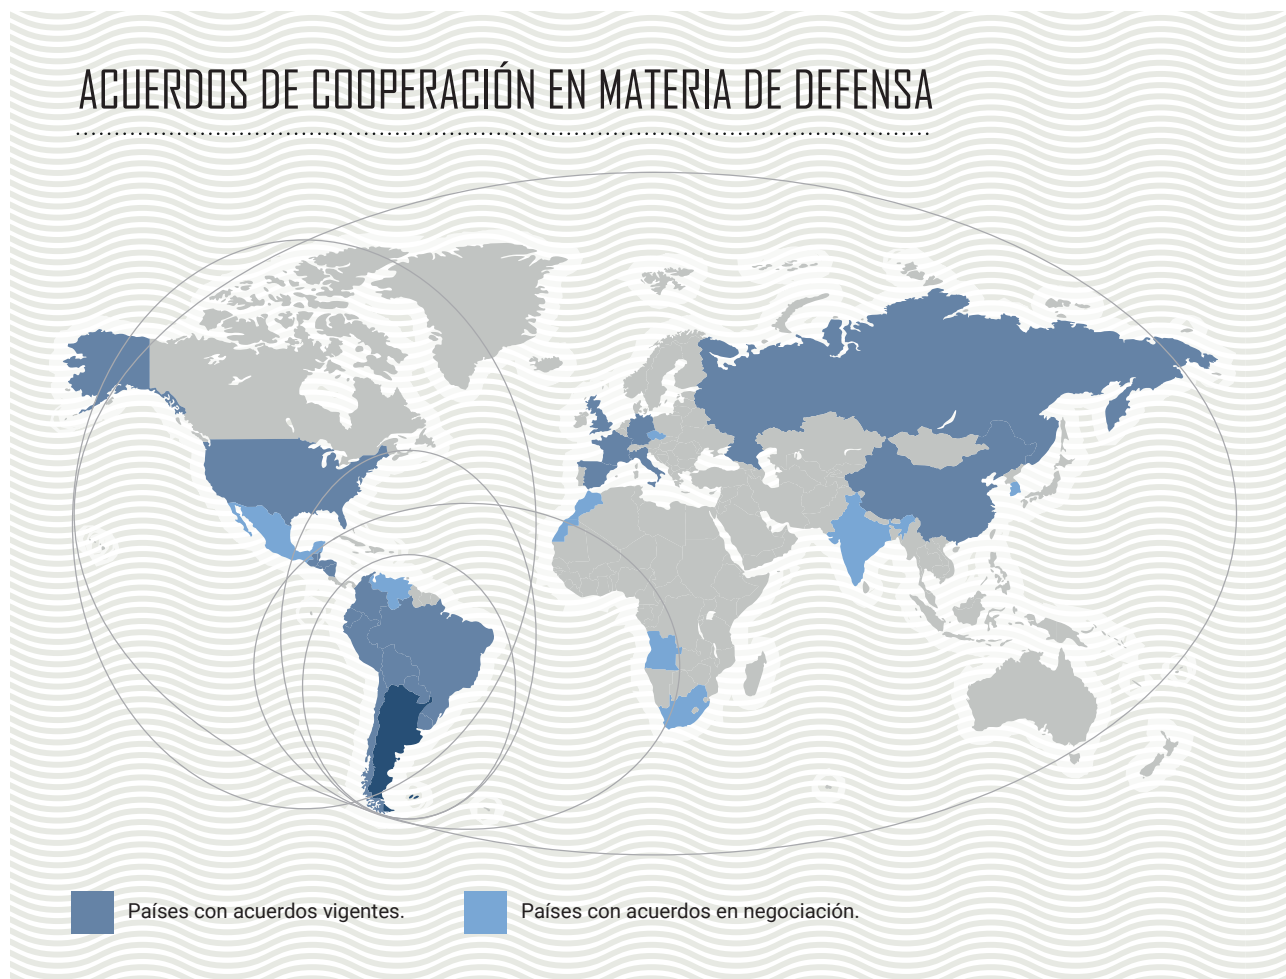 ACUERDOS DE COOPERACIÓN EN MATERIA DE DEFENSA
Países con acuerdos vigentes.
Países con acuerdos en negociación.